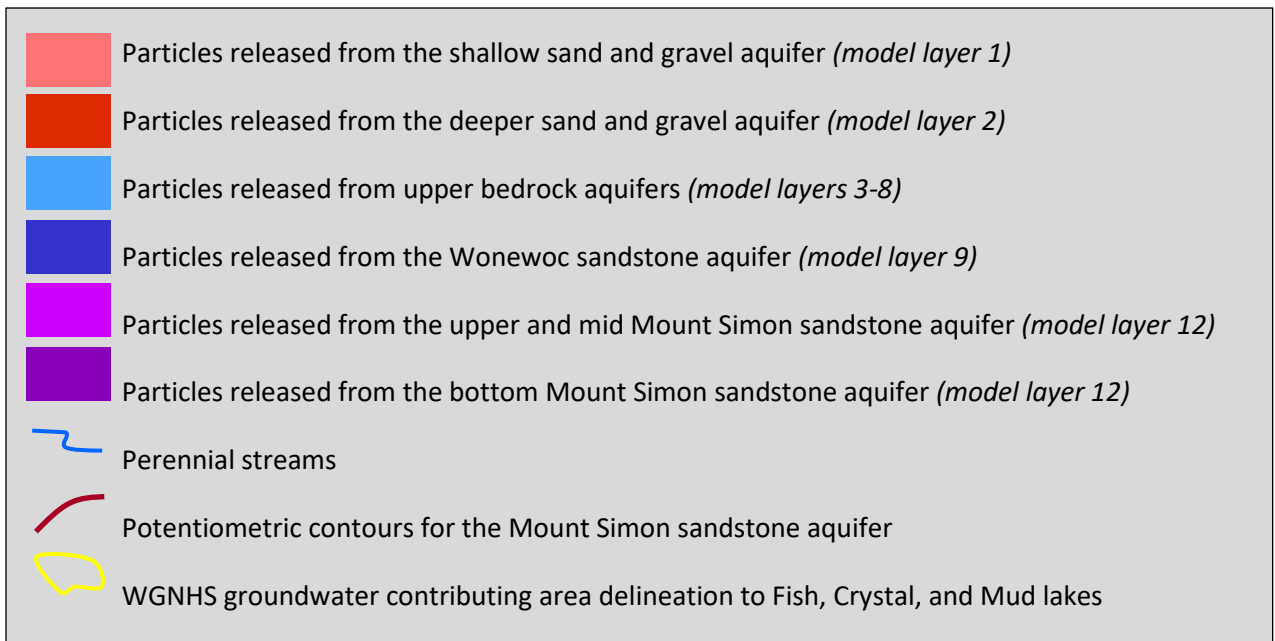 Particles released from the shallow sand and gravel aquifer (model layer 1)
Particles released from the deeper sand and gravel aquifer (model layer 2)
Particles released from upper bedrock aquifers (model layers 3-8)
Particles released from the Wonewoc sandstone aquifer (model layer 9)
Particles released from the upper and mid Mount Simon sandstone aquifer (model layer 12)
Particles released from the bottom Mount Simon sandstone aquifer (model layer 12)
Perennial streams
Potentiometric contours for the Mount Simon sandstone aquifer
WGNHS groundwater contributing area delineation to Fish, Crystal, and Mud lakes